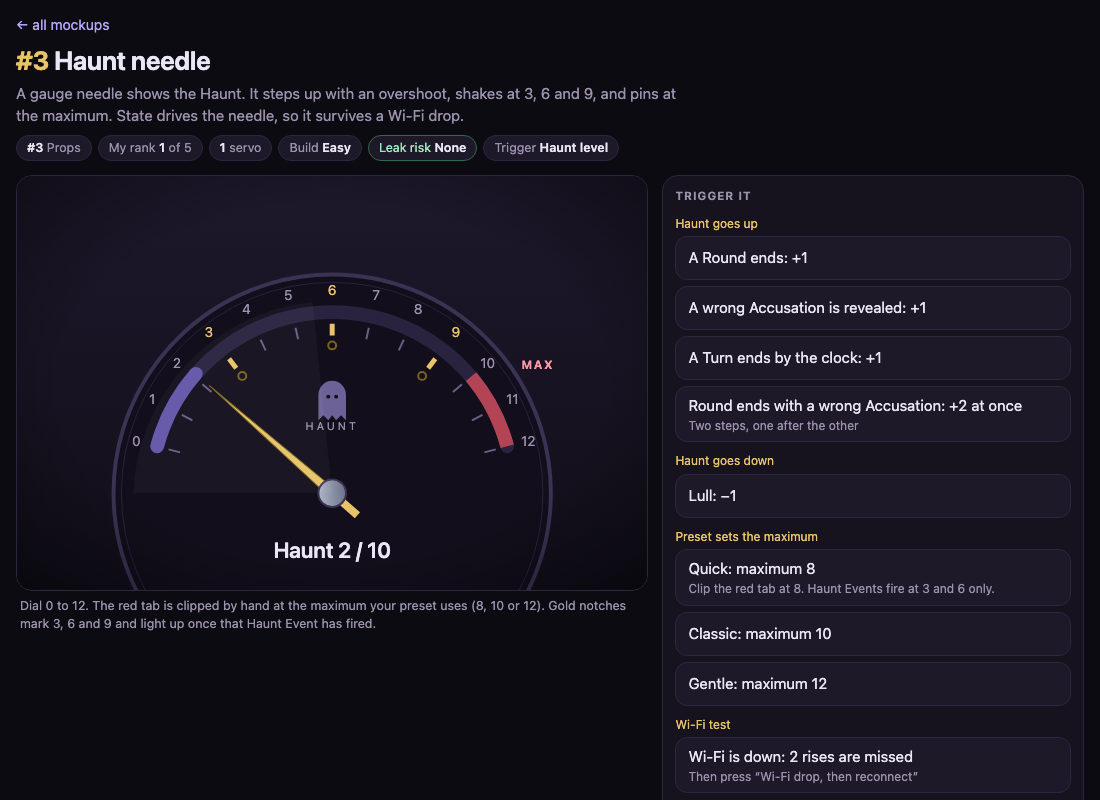 ← all mockups
#3 Haunt needle
A gauge needle shows the Haunt. It steps up with an overshoot, shakes at 3, 6 and 9, and pins at
the maximum. State drives the needle, so it survives a Wi-Fi drop.
#3 Props
My rank 1 of 5
1 servo
Build Easy
Leak risk None
Trigger Haunt level
0
1
2
3
4
5
6
7
8
9
10
11
12
MAX
HAUNT
Haunt 2 / 10
Dial 0 to 12. The red tab is clipped by hand at the maximum your preset uses (8, 10 or 12). Gold notches
mark 3, 6 and 9 and light up once that Haunt Event has fired.
TRIGGER IT
Haunt goes up
A Round ends: +1
A wrong Accusation is revealed: +1
A Turn ends by the clock: +1
Round ends with a wrong Accusation: +2 at once
Two steps, one after the other
Haunt goes down
Lull: −1
Preset sets the maximum
Quick: maximum 8
Clip the red tab at 8. Haunt Events fire at 3 and 6 only.
Classic: maximum 10
Gentle: maximum 12
Wi-Fi test
Wi-Fi is down: 2 rises are missed
Then press “Wi-Fi drop, then reconnect”